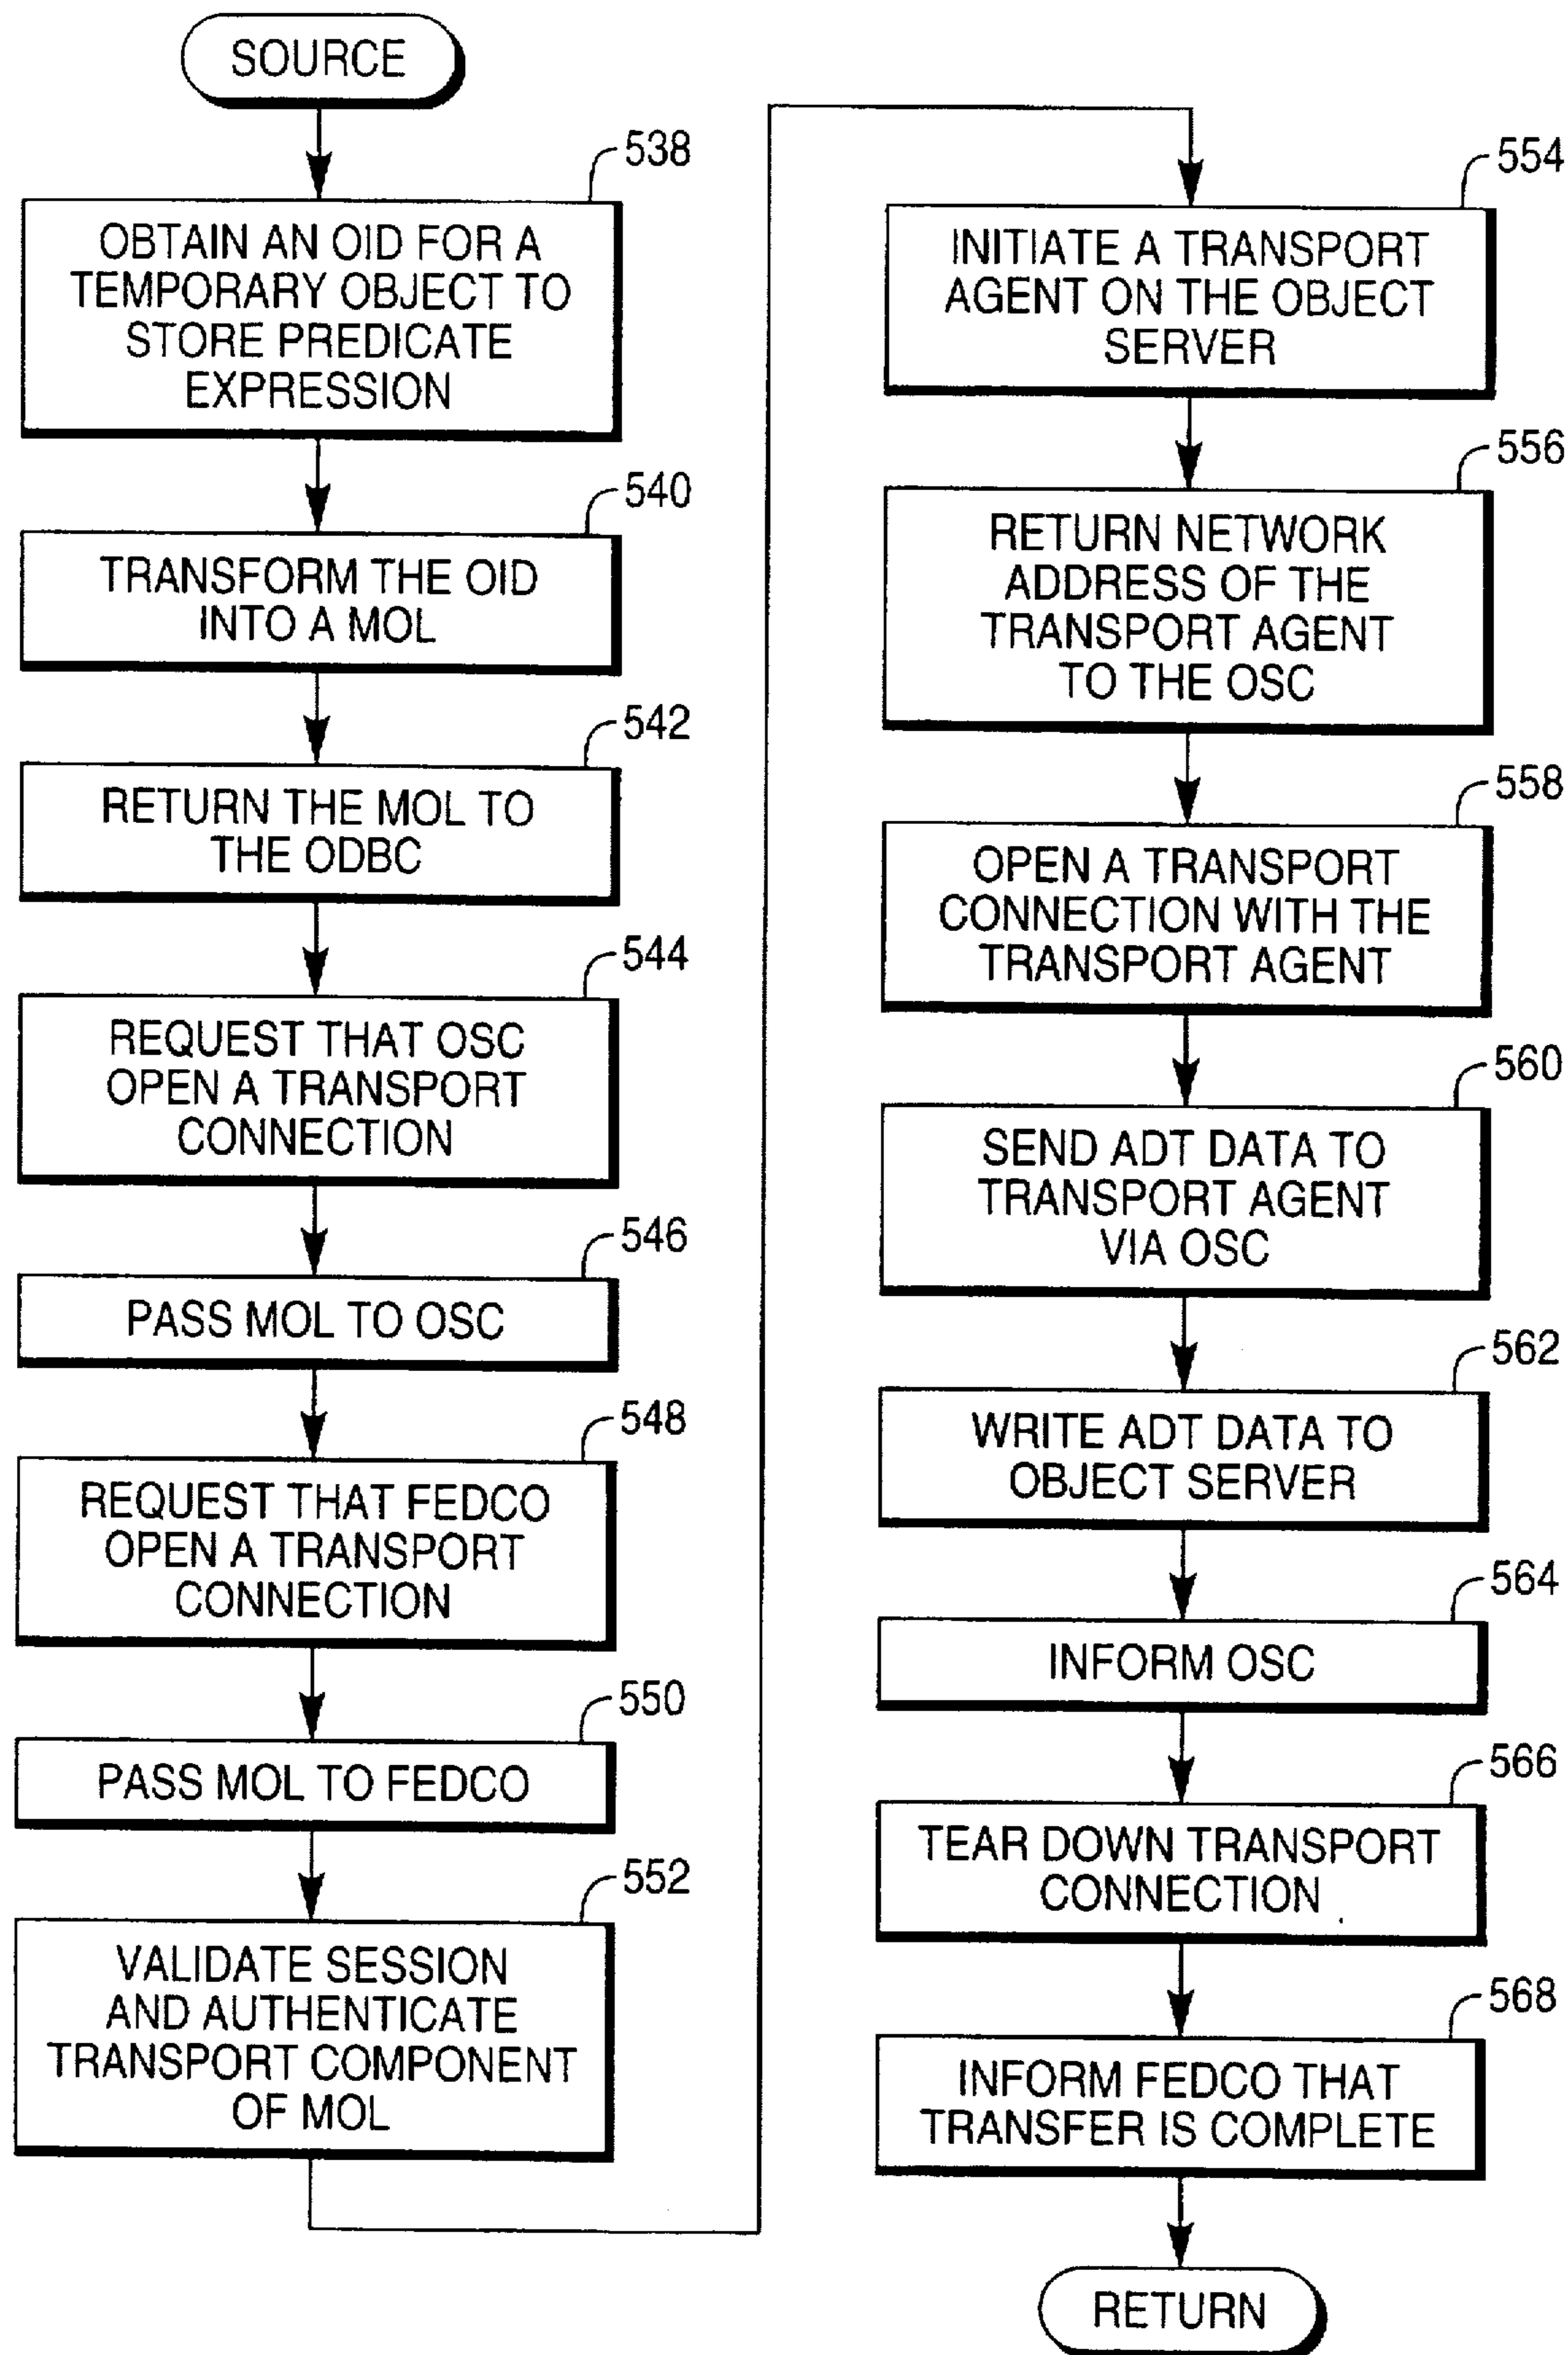 SOURCE
538
OBTAIN AN OID FOR A
TEMPORARY OBJECT TO
STORE PREDICATE
EXPRESSION
540
TRANSFORM THE OID
INTO A MOL
542
RETURN THE MOL TO
THE ODBC
544
REQUEST THAT OSC
OPEN A TRANSPORT
CONNECTION
546
PASS MOL TO OSC
548
REQUEST THAT FEDCO
OPEN A TRANSPORT
CONNECTION
550
PASS MOL TO FEDCO
552
VALIDATE SESSION
AND AUTHENTICATE
TRANSPORT COMPONENT
OF MOL
554
INITIATE A TRANSPORT
AGENT ON THE OBJECT
SERVER
556
RETURN NETWORK
ADDRESS OF THE
TRANSPORT AGENT
TO THE OSC
558
OPEN A TRANSPORT
CONNECTION WITH THE
TRANSPORT AGENT
560
SEND ADT DATA TO
TRANSPORT AGENT
VIA OSC
562
WRITE ADT DATA TO
OBJECT SERVER
564
INFORM OSC
566
TEAR DOWN TRANSPORT
CONNECTION
568
INFORM FEDCO THAT
TRANSFER IS COMPLETE
RETURN